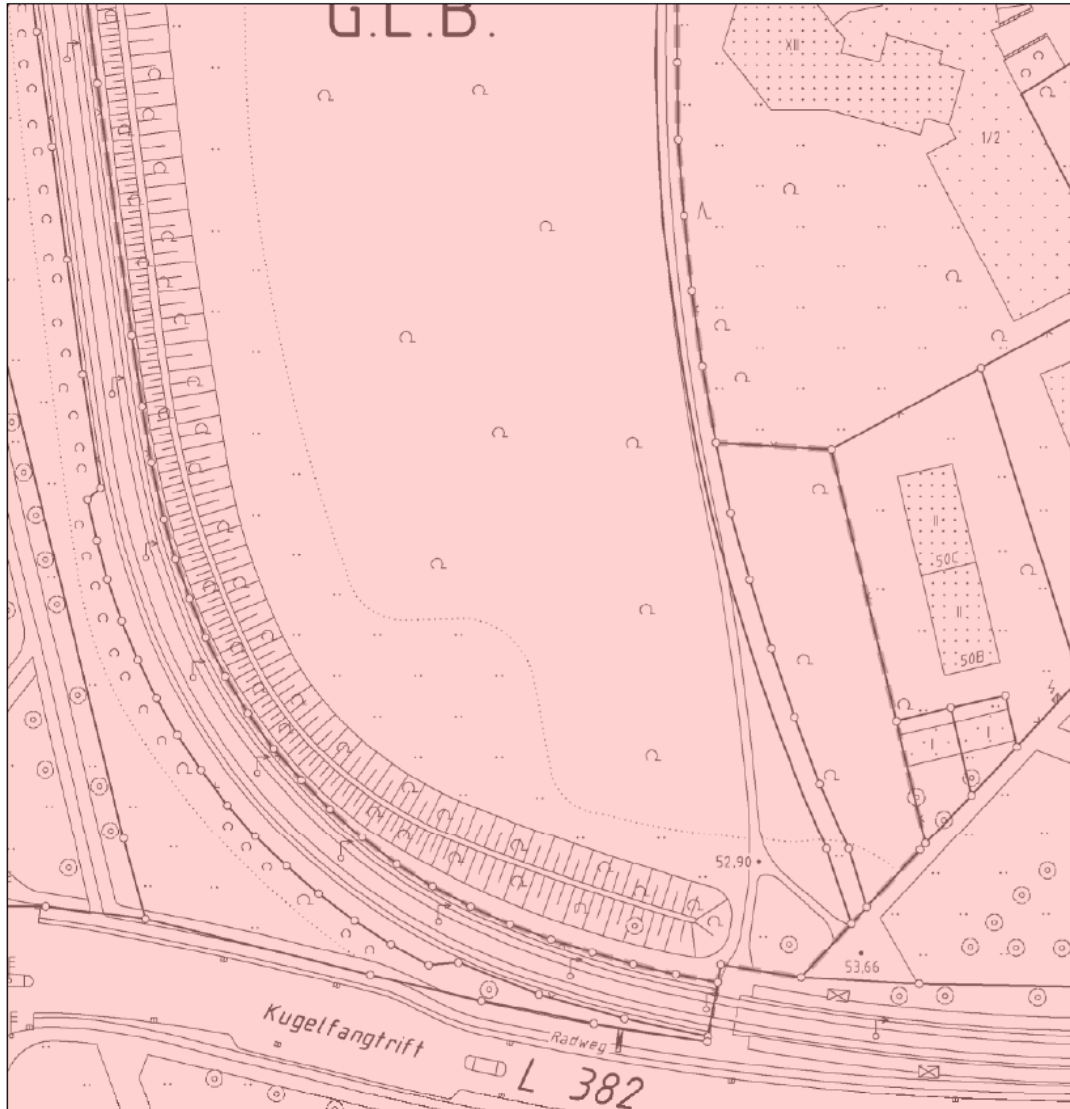 G.L.B.
XII
1/2
II
50C
II
50B
I
I
52,90
53,66
Kugelfangtrift
Radweg
L 382